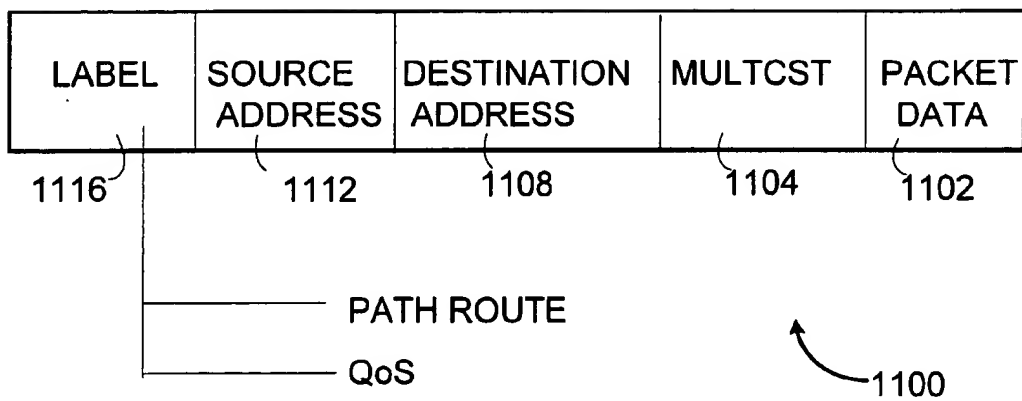 LABEL
SOURCE
ADDRESS
DESTINATION
ADDRESS
MULTCST
PACKET
DATA
1116
1112
1108
1104
1102
PATH ROUTE
QoS
1100